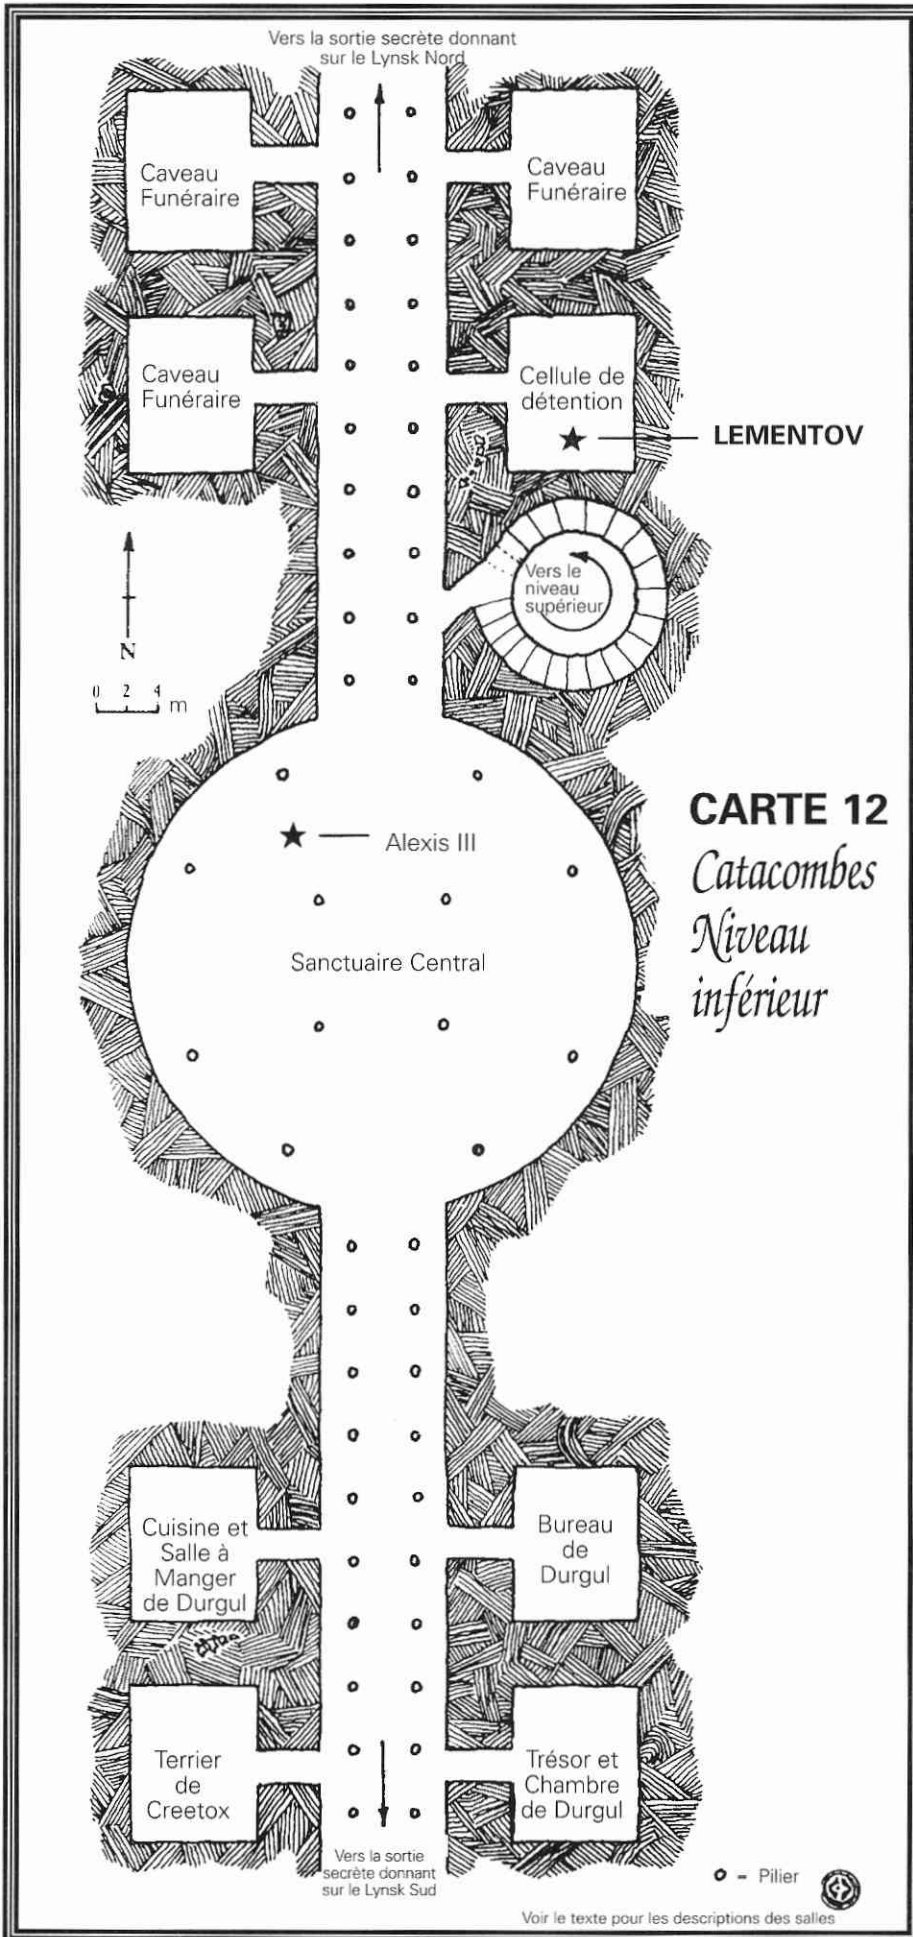 Vers la sortie secrète donnant
sur le Lynsk Nord
Caveau
Funéraire
Caveau
Funéraire
Caveau
Funéraire
Cellule de
détention
LEMENTOV
Vers le
niveau
supérieur
N
0 2 4 m
Alexis III
CARTE 12
Catacombes
Niveau
inférieur
Sanctuaire Central
Cuisine et
Salle à
Manger
de Durgul
Bureau
de
Durgul
Terrier
de
Creetox
Trésor et
Chambre
de Durgul
Vers la sortie
secrète donnant
sur le Lynsk Sud
= Pilier
Voir le texte pour les descriptions des salles